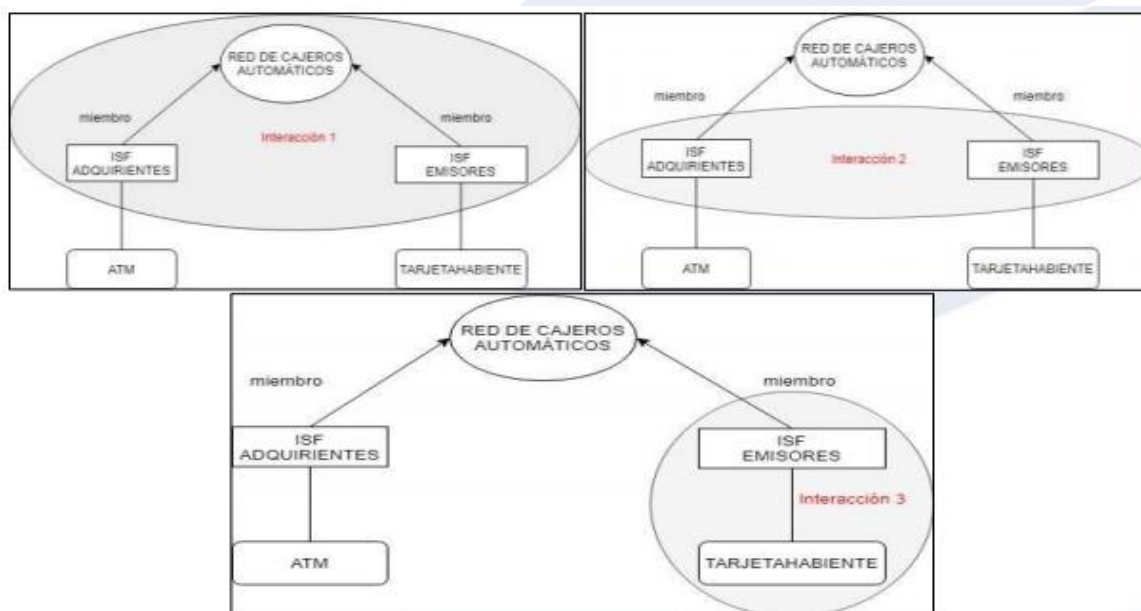 RED DE CAJEROS
AUTOMÁTICOS
miembro
miembro
Interacción 1
ISF
ADQUIRIENTES
ISF
EMISORES
ATM
TARJETAHABIENTE
RED DE CAJEROS
AUTOMÁTICOS
miembro
miembro
ISF
ADQUIRIENTES
Interacción 2
ISF
EMISORES
ATM
TARJETAHABIENTE
RED DE CAJEROS
AUTOMÁTICOS
miembro
miembro
ISF
ADQUIRIENTES
ISF
EMISORES
Interacción 3
ATM
TARJETAHABIENTE